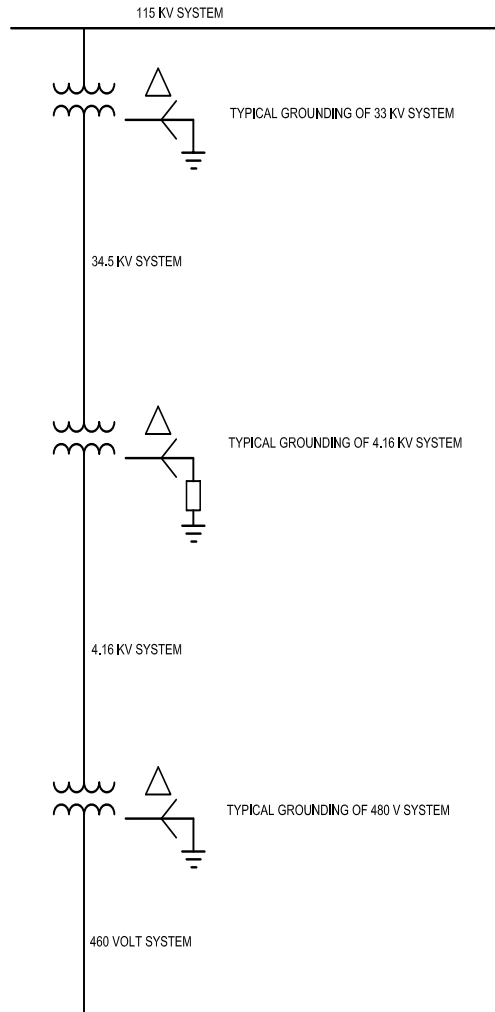 115 KV SYSTEM
TYPICAL GROUNDING OF 33 KV SYSTEM
34.5 KV SYSTEM
TYPICAL GROUNDING OF 4.16 KV SYSTEM
4.16 KV SYSTEM
TYPICAL GROUNDING OF 480 V SYSTEM
460 VOLT SYSTEM